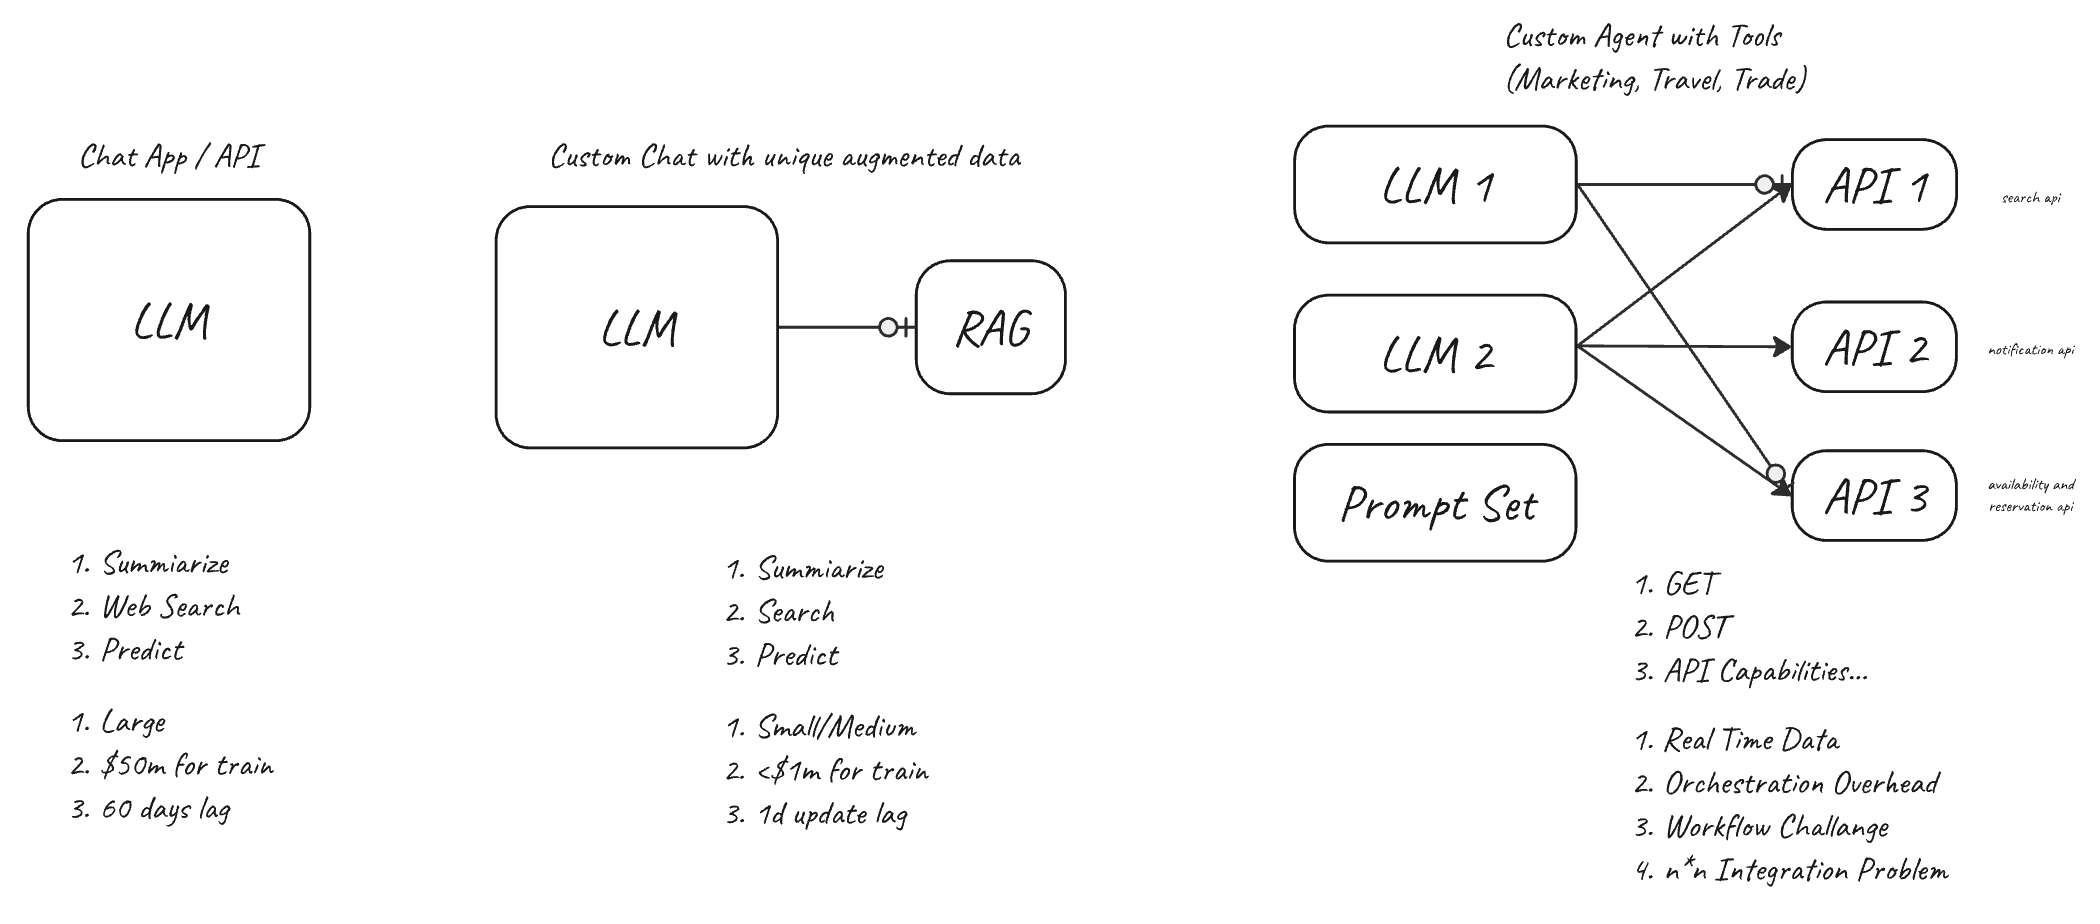 Chat App / API
LLM
1. Summiarize
2. Web Search
3. Predict
1. Large
2. $50m for train
3. 60 days lag
Custom Chat with unique augmented data
LLM
RAG
1. Summiarize
2. Search
3. Predict
1. Small/Medium
2. <$1m for train
3. 1d update lag
Custom Agent with Tools
(Marketing, Travel, Trade)
LLM 1
API 1
search api
LLM 2
API 2
notification api
Prompt Set
API 3
availability and
reservation api
1. GET
2. POST
3. API Capabilities...
1. Real Time Data
2. Orchestration Overhead
3. Workflow Challange
4. n*n Integration Problem